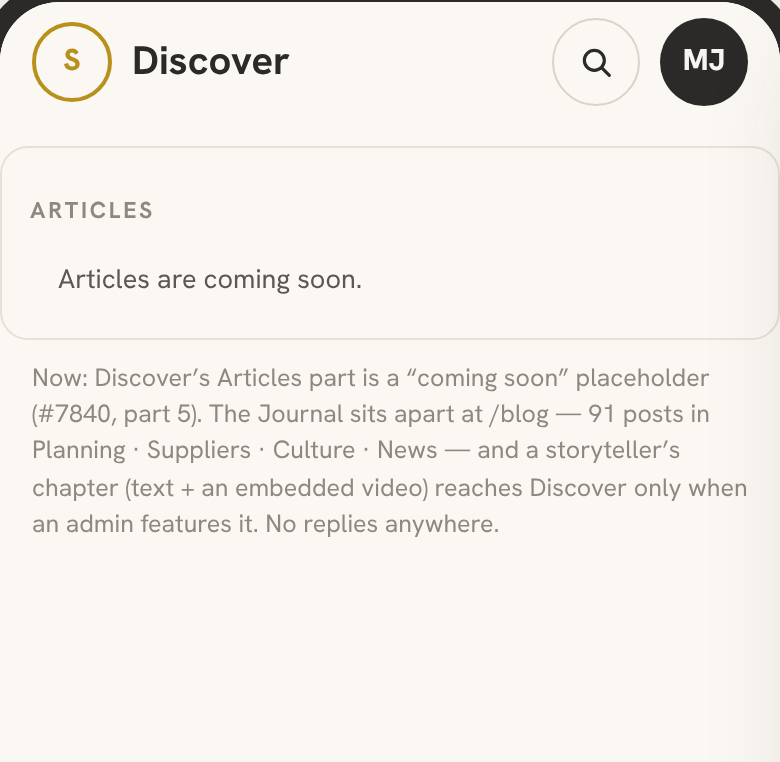 S Discover MJ
ARTICLES
Articles are coming soon.
Now: Discover’s Articles part is a “coming soon” placeholder
(#7840, part 5). The Journal sits apart at /blog — 91 posts in
Planning · Suppliers · Culture · News — and a storyteller’s
chapter (text + an embedded video) reaches Discover only when
an admin features it. No replies anywhere.